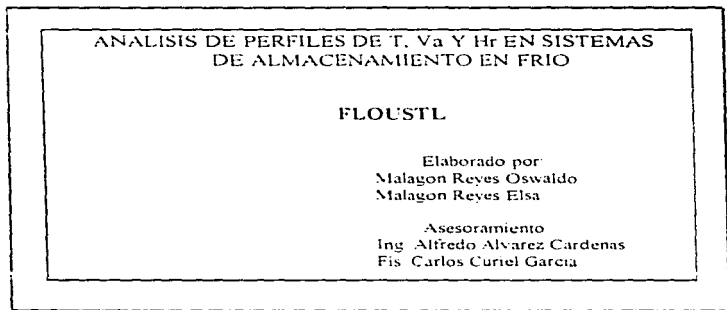 ANALISIS DE PERFILES DE T, Va Y Hr EN SISTEMAS
DE ALMACENAMIENTO EN FRIO
FLOUSTL
Elaborado por:
Malagon Reyes Oswaldo
Malagon Reyes Elsa
Asesoramiento
Ing. Alfredo Alvarez Cardenas
Fis. Carlos Curiel Garcia